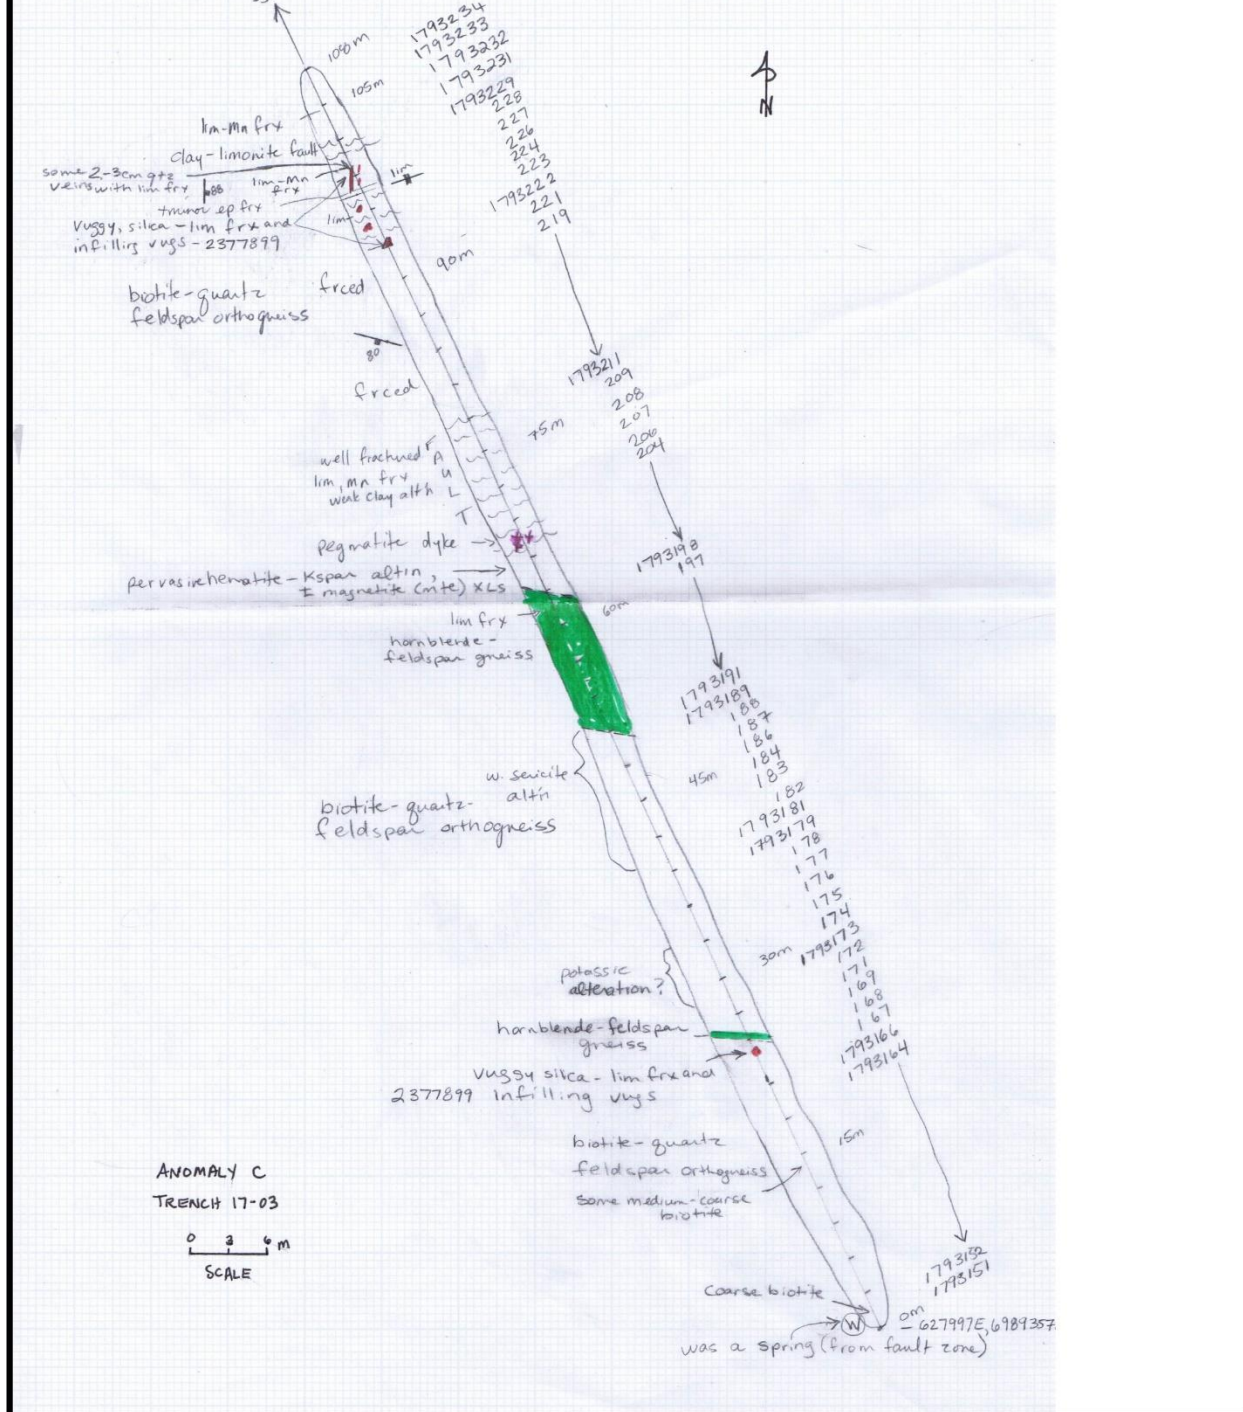 1793234
1793233
1793232
1793231
1793229
228
227
226
224
223
1793222
221
219
N
108m
105m
lim-Mn frx
clay-limonite fault
some 2-3cm qtz
veins with lim frx
88
lim-Mn
frx
lim
+minor ep frx
lim
vuggy, silica-lim frx and
infilling vugs - 2377899
90m
frced
biotite-quartz
feldspar orthogneiss
80
1793211
209
208
207
206
204
frced
75m
well fractured
lim, Mn frx
weak clay altn
FAULT
pegmatite dyke
1793198
197
pervasive hematite - Kspar altin,
± magnetite (mte) XLS
60m
lim frx
hornblende-
feldspar gneiss
1793191
1793189
188
187
186
184
183
182
1793181
1793179
178
177
176
175
174
1793173
172
171
169
168
167
1793166
1793164
45m
w. sericite
alt'n
biotite-quartz-
feldspar orthogneiss
30m
potassic
alteration?
hornblende-feldspar
gneiss
vuggy silica - lim frx and
2377899 infilling vugs
15m
biotite-quartz
feldspar orthogneiss
some medium-coarse
biotite
ANOMALY C
TRENCH 17-03
0 3 6 m
SCALE
1793152
1793151
coarse biotite
0m
- 627997E, 6989357
W
was a spring (from fault zone)